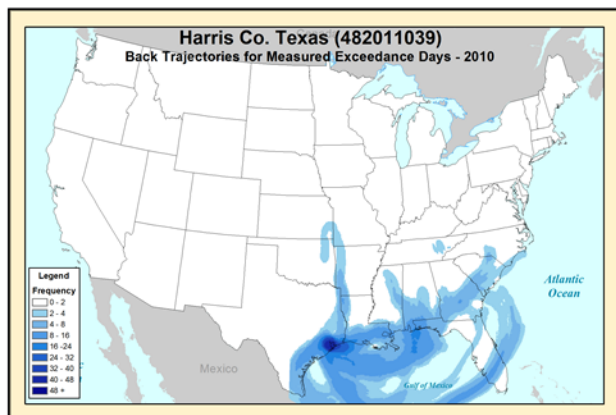 Harris Co. Texas (482011039)
Canada
Back Trajectories for Measured Exceedance Days - 2010
Atlantic
Ocean
Legend
Frequency
0 - 2
2 - 4
4 - 8
8 - 16
16 -24
24 - 32
32 - 40
40 - 48
48 +
Mexico
Gulf of Mexico